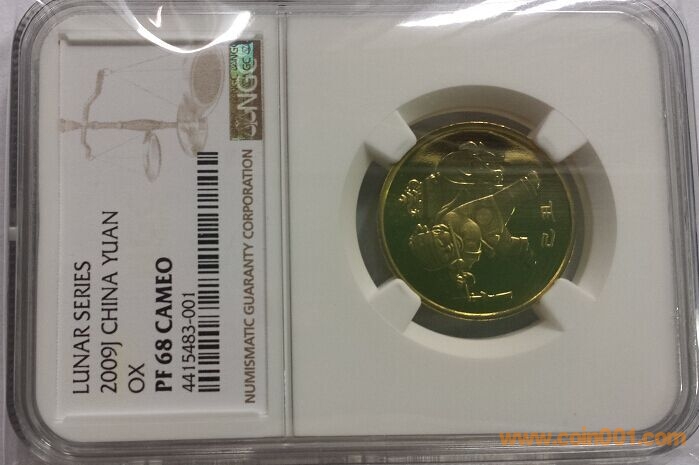 LUNAR SERIES
2009J CHINA YUAN
OX
PF 68 CAMEO
4415483-001
NGC
NUMISMATIC GUARANTY CORPORATION
己丑
www.coin001.com